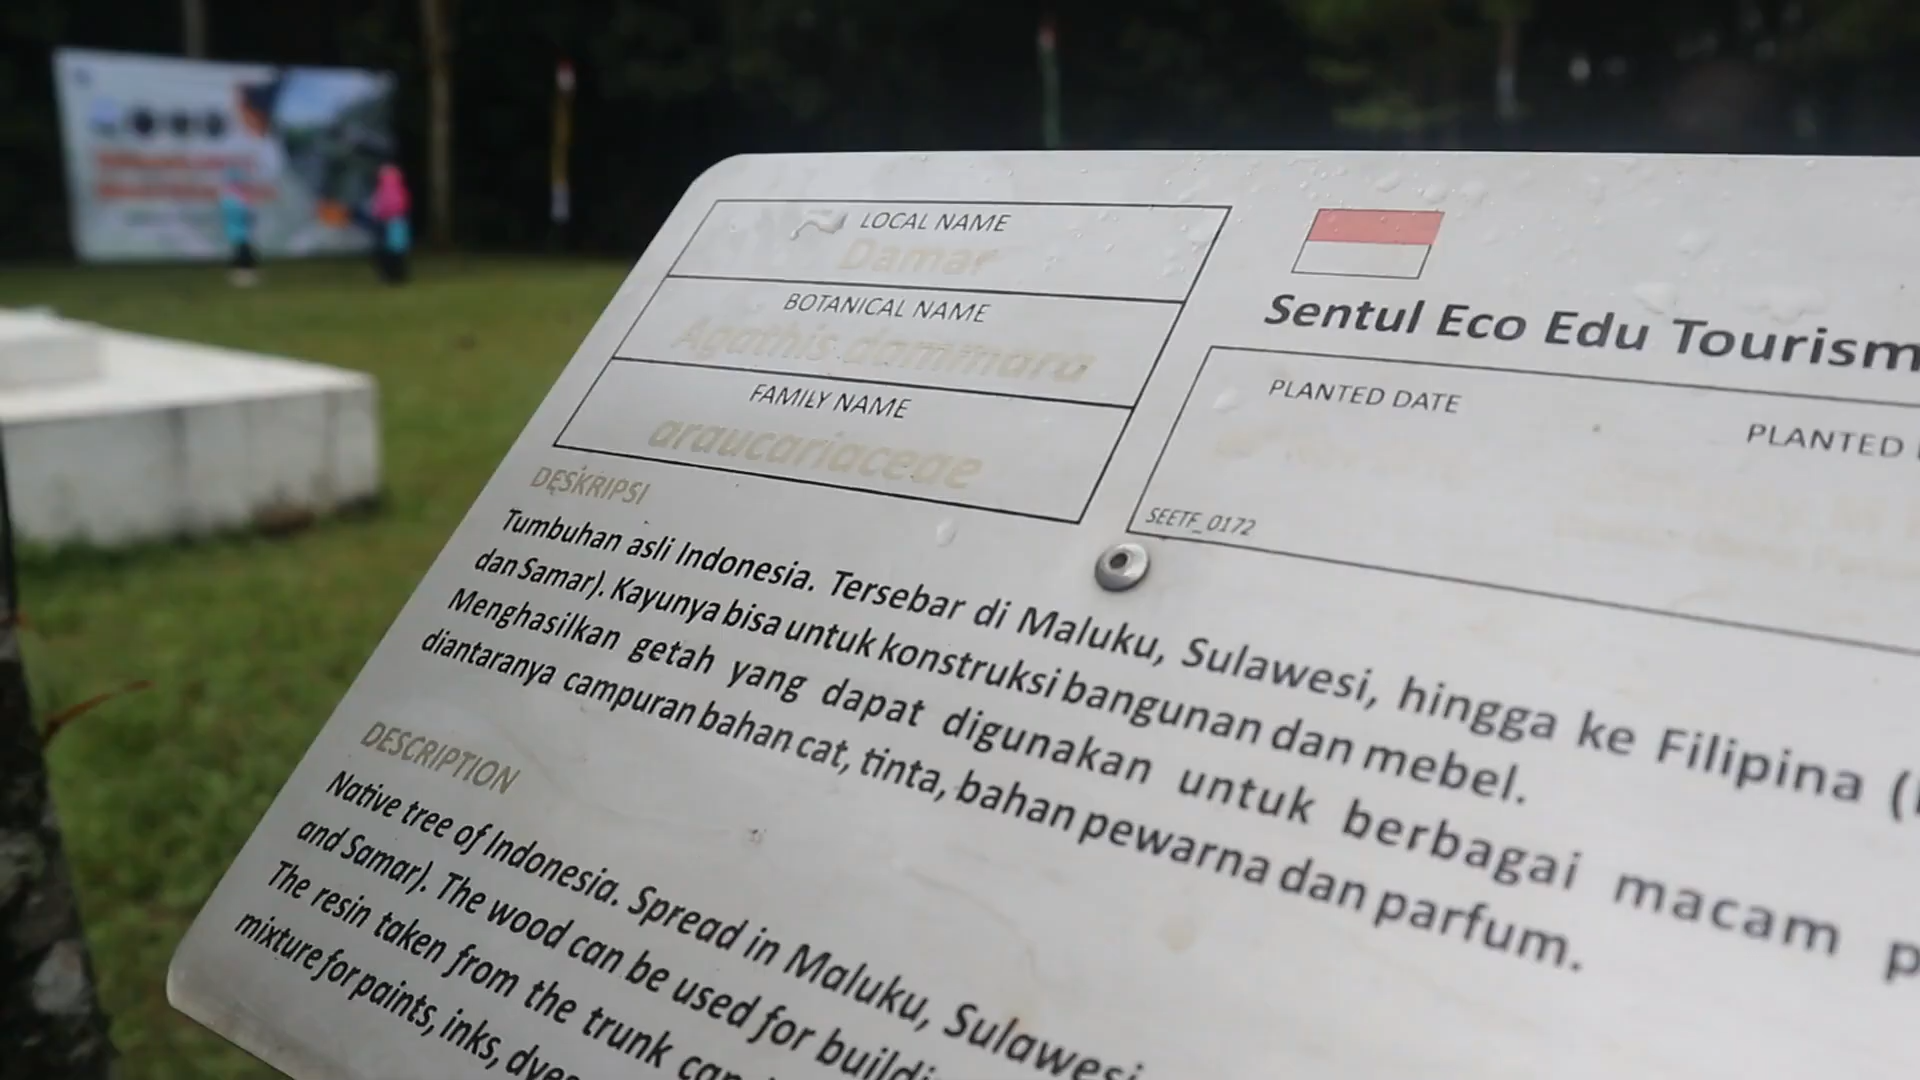 LOCAL NAME
Damar
BOTANICAL NAME
Agathis dammara
FAMILY NAME
araucariaceae
Sentul Eco Edu Tourism
PLANTED DATE
PLANTED
SEETF_0172
DESKRIPSI
Tumbuhan asli Indonesia. Tersebar di Maluku, Sulawesi, hingga ke Filipina (
dan Samar). Kayunya bisa untuk konstruksi bangunan dan mebel.
Menghasilkan getah yang dapat digunakan untuk berbagai macam p
diantaranya campuran bahan cat, tinta, bahan pewarna dan parfum.
DESCRIPTION
Native tree of Indonesia. Spread in Maluku, Sulawesi
and Samar). The wood can be used for buildi
The resin taken from the trunk can
mixture for paints, inks, dyes